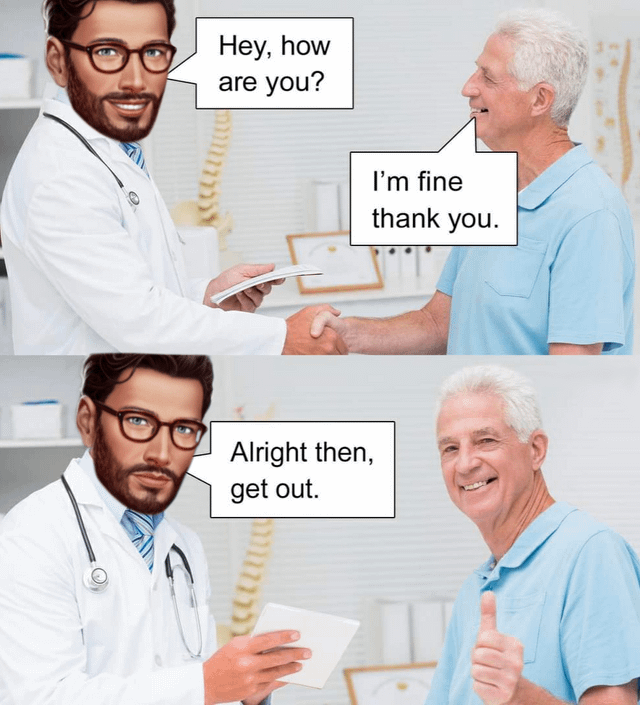 Hey, how
are you?
I'm fine
thank you.
Alright then,
get out.